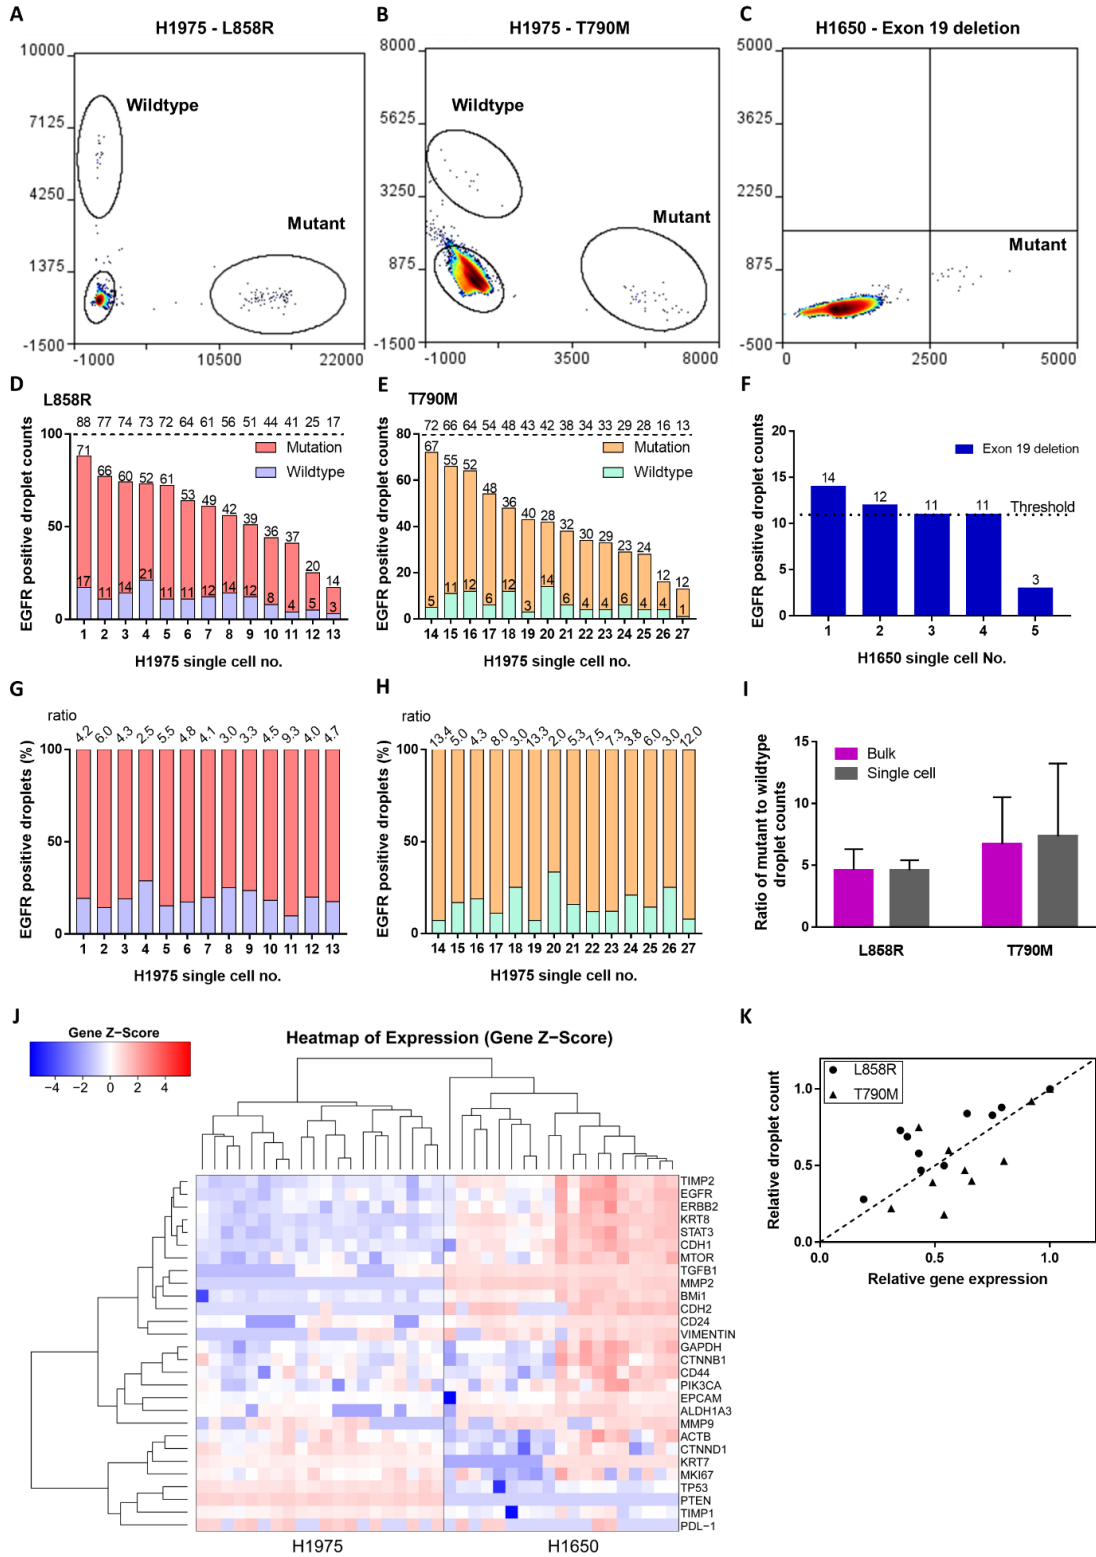 A
H1975 - L858R
10000
7125
4250
1375
-1500
-1000
10500
22000
Wildtype
Mutant
B
H1975 - T790M
8000
5625
3250
875
-1500
-1000
3500
8000
Wildtype
Mutant
C
H1650 - Exon 19 deletion
5000
3625
2250
875
-500
0
2500
5000
Mutant
D
L858R
88 77 74 73 72 64 61 56 51 44 41 25 17
EGFR positive droplet counts
100
50
0
Mutation
Wildtype
71 66 60 52 61 53 49 42 39 36 37 20 14
17 11 14 21 11 11 12 14 12 8 4 5 3
1 2 3 4 5 6 7 8 9 10 11 12 13
H1975 single cell no.
E
T790M
72 66 64 54 48 43 42 38 34 33 29 28 16 13
EGFR positive droplet counts
80
60
40
20
0
Mutation
Wildtype
67 55 52 48 36 40 28 32 30 29 23 24 12 12
5 11 12 6 12 3 14 6 4 4 6 4 4 1
14 15 16 17 18 19 20 21 22 23 24 25 26 27
H1975 single cell no.
F
EGFR positive droplet counts
20
15
10
5
0
Exon 19 deletion
Threshold
14 12 11 11 3
1 2 3 4 5
H1650 single cell No.
G
ratio
4.2 6.0 4.3 2.5 5.5 4.8 4.1 3.0 3.3 4.5 9.3 4.0 4.7
EGFR positive droplets (%)
100
50
0
1 2 3 4 5 6 7 8 9 10 11 12 13
H1975 single cell no.
H
ratio
13.4 5.0 4.3 8.0 3.0 13.3 2.0 5.3 7.5 7.3 3.8 6.0 3.0 12.0
EGFR positive droplets (%)
100
50
0
14 15 16 17 18 19 20 21 22 23 24 25 26 27
H1975 single cell no.
I
Ratio of mutant to wildtype
droplet counts
15
10
5
0
Bulk
Single cell
L858R
T790M
J
Gene Z-Score
-4 -2 0 2 4
Heatmap of Expression (Gene Z-Score)
TIMP2
EGFR
ERBB2
KRT8
STAT3
CDH1
MTOR
TGFB1
MMP2
BMi1
CDH2
CD24
VIMENTIN
GAPDH
CTNNB1
CD44
PIK3CA
EPCAM
ALDH1A3
MMP9
ACTB
CTNND1
KRT7
MKI67
TP53
PTEN
TIMP1
PDL-1
H1975
H1650
K
Relative droplet count
1.0
0.5
0.0
L858R
T790M
0.0
0.5
1.0
Relative gene expression